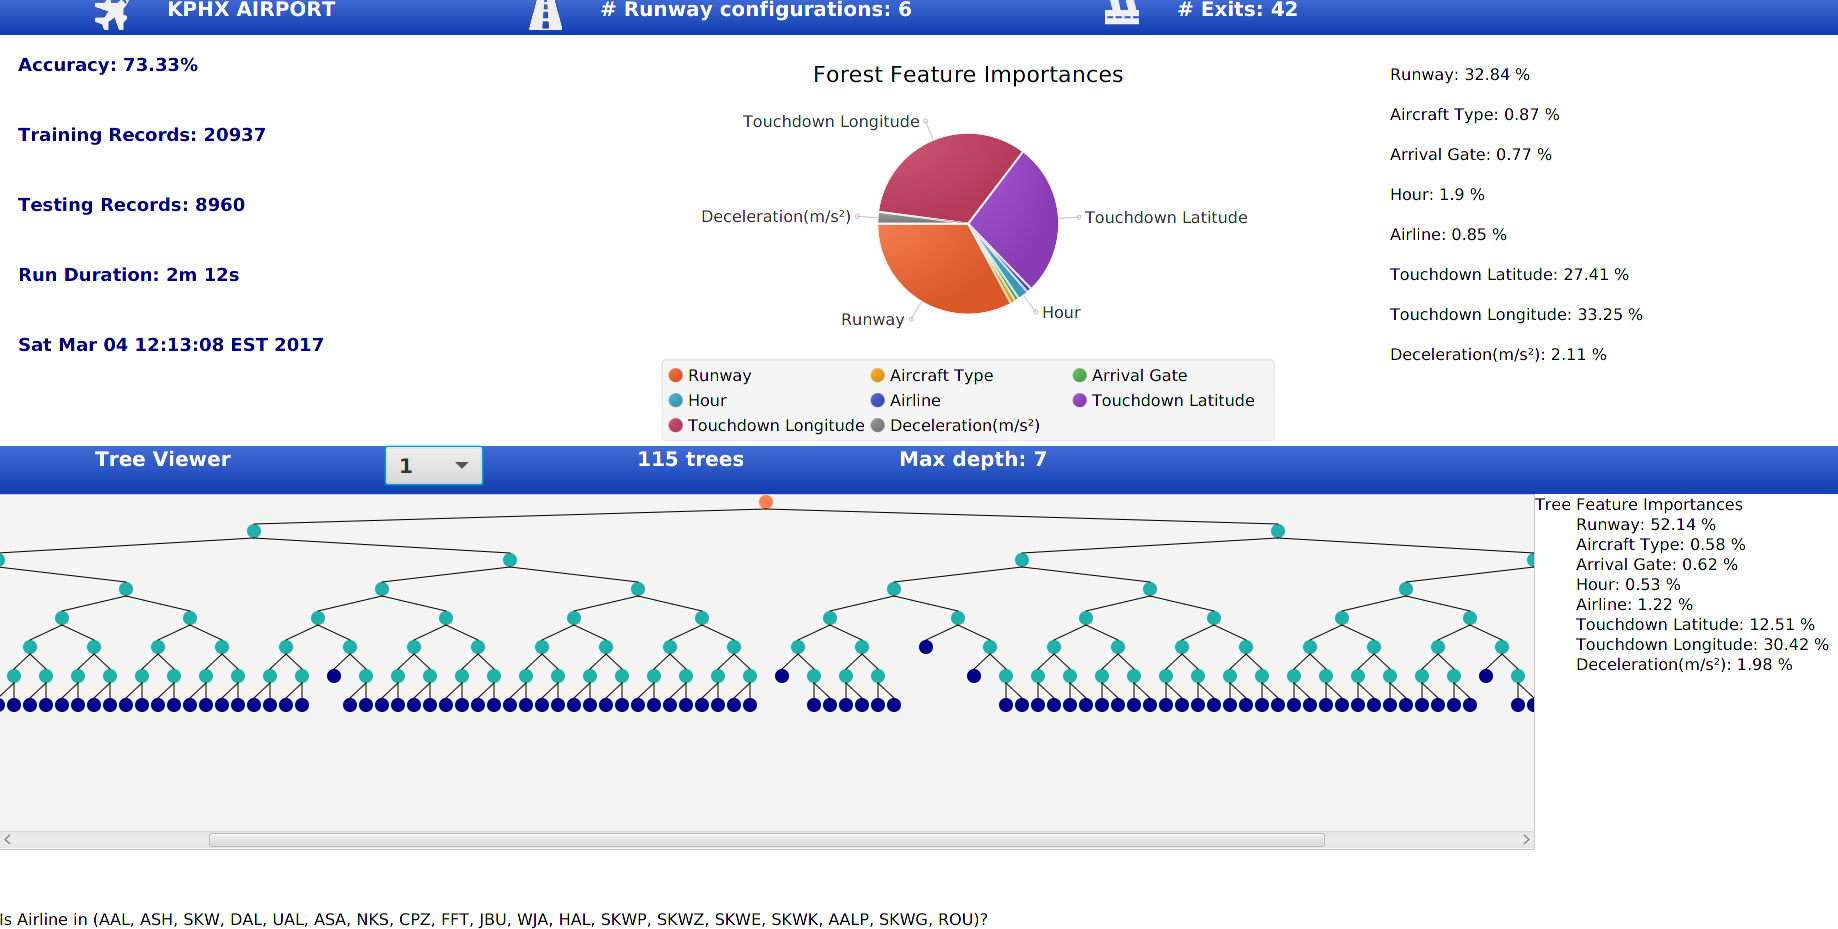 KPHX AIRPORT
# Runway configurations: 6
# Exits: 42
Accuracy: 73.33%
Training Records: 20937
Testing Records: 8960
Run Duration: 2m 12s
Sat Mar 04 12:13:08 EST 2017
Forest Feature Importances
Touchdown Longitude
Deceleration(m/s²)
Touchdown Latitude
Runway
Hour
Runway
Aircraft Type
Arrival Gate
Hour
Airline
Touchdown Latitude
Touchdown Longitude
Deceleration(m/s²)
Runway: 32.84 %
Aircraft Type: 0.87 %
Arrival Gate: 0.77 %
Hour: 1.9 %
Airline: 0.85 %
Touchdown Latitude: 27.41 %
Touchdown Longitude: 33.25 %
Deceleration(m/s²): 2.11 %
Tree Viewer
1
115 trees
Max depth: 7
Tree Feature Importances
Runway: 52.14 %
Aircraft Type: 0.58 %
Arrival Gate: 0.62 %
Hour: 0.53 %
Airline: 1.22 %
Touchdown Latitude: 12.51 %
Touchdown Longitude: 30.42 %
Deceleration(m/s²): 1.98 %
Is Airline in (AAL, ASH, SKW, DAL, UAL, ASA, NKS, CPZ, FFT, JBU, WJA, HAL, SKWP, SKWZ, SKWE, SKWK, AALP, SKWG, ROU)?